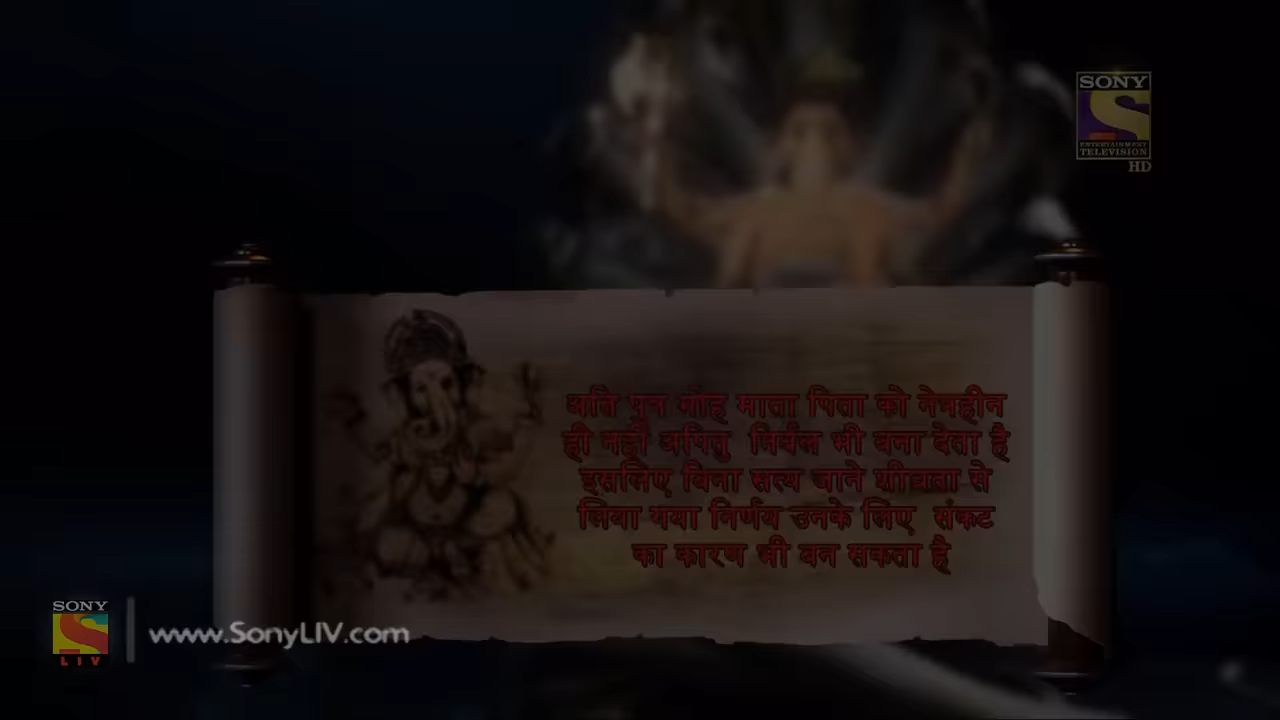 SONY
ENTERTAINMENT
TELEVISION
HD
अति पुत्र मोह माता पिता को नेत्रहीन
ही नही अपितु निर्बल भी बना देता है
इसलिए बिना सत्य जाने शीघ्रता से
लिया गया निर्णय उनके लिए संकट
का कारण भी बन सकता है
SONY
LIV
www.SonyLIV.com